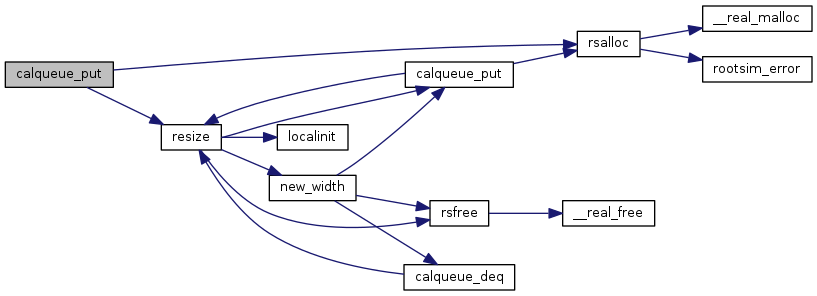 calqueue_put
resize
calqueue_put
localinit
new_width
rsalloc
__real_malloc
rootsim_error
rsfree
__real_free
calqueue_deq